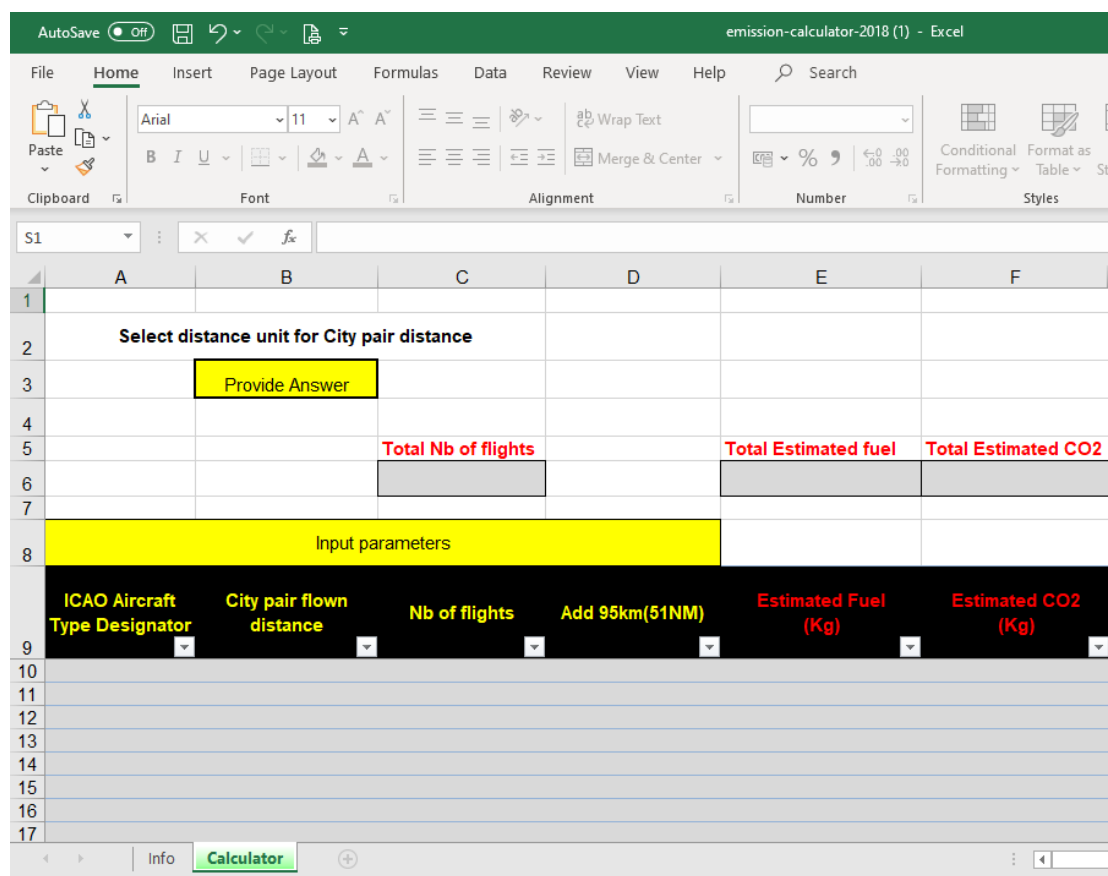 AutoSave Off emission-calculator-2018 (1) - Excel
File Home Insert Page Layout Formulas Data Review View Help Search
Arial 11 A^ A˅ ab Wrap Text
Paste B I U A Merge & Center % 9 .00 .00 Conditional Format as
Formatting Table
Clipboard Font Alignment Number Styles
S1 fx
A B C D E F
1
2 Select distance unit for City pair distance
3 Provide Answer
4
5 Total Nb of flights Total Estimated fuel Total Estimated CO2
6
7
8 Input parameters
ICAO Aircraft City pair flown Nb of flights Add 95km(51NM) Estimated Fuel Estimated CO2
Type Designator distance (Kg) (Kg)
9
10
11
12
13
14
15
16
17
Info Calculator